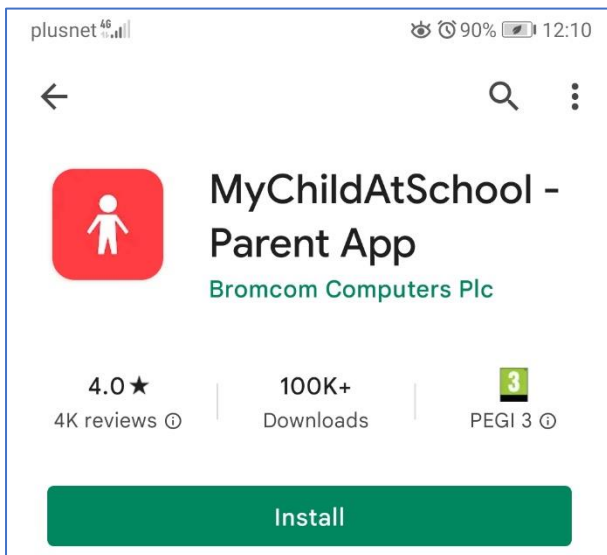 plusnet 4G 90% 12:10
MyChildAtSchool -
Parent App
Bromcom Computers Plc
4.0★ 100K+ 3
4K reviews Downloads PEGI 3
Install